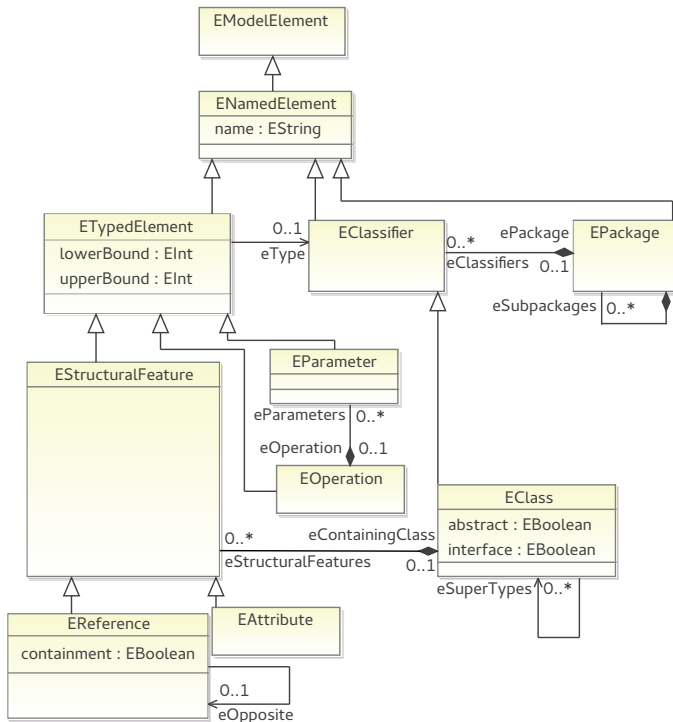 EModelElement
ENamedElement
name : EString
ETypedElement
lowerBound : EInt
upperBound : EInt
0..1
eType
EClassifier
0..*
eClassifiers
ePackage
0..1
EPackage
eSubpackages
0..*
EStructuralFeature
EParameter
eParameters
0..*
eOperation
0..1
EOperation
EClass
abstract : EBoolean
interface : EBoolean
0..*
eStructuralFeatures
eContainingClass
0..1
eSuperTypes
0..*
EReference
containment : EBoolean
EAttribute
0..1
eOpposite